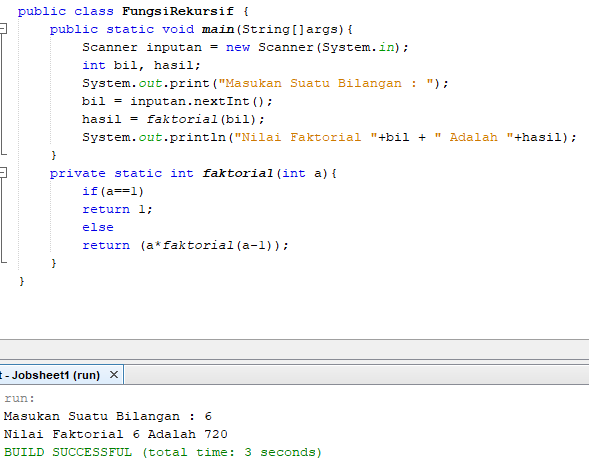 public class FungsiRekursif {
public static void main(String[]args){
Scanner inputan = new Scanner(System.in);
int bil, hasil;
System.out.print("Masukan Suatu Bilangan : ");
bil = inputan.nextInt();
hasil = faktorial(bil);
System.out.println("Nilai Faktorial "+bil + " Adalah "+hasil);
}
private static int faktorial(int a){
if(a==1)
return 1;
else
return (a*faktorial(a-1));
}
}
t - Jobsheet1 (run) ×
run:
Masukan Suatu Bilangan : 6
Nilai Faktorial 6 Adalah 720
BUILD SUCCESSFUL (total time: 3 seconds)